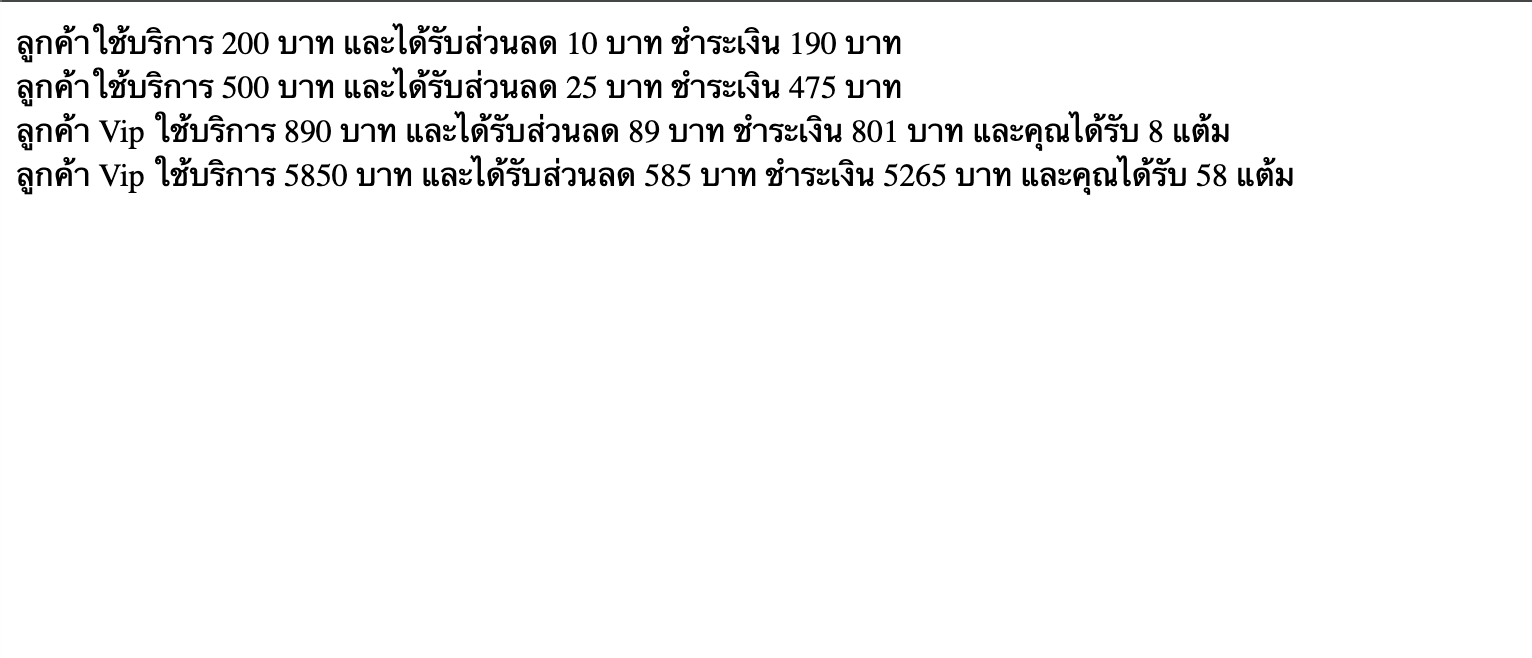 ลูกค้าใช้บริการ 200 บาท และได้รับส่วนลด 10 บาท ชำระเงิน 190 บาท
ลูกค้าใช้บริการ 500 บาท และได้รับส่วนลด 25 บาท ชำระเงิน 475 บาท
ลูกค้า Vip ใช้บริการ 890 บาท และได้รับส่วนลด 89 บาท ชำระเงิน 801 บาท และคุณได้รับ 8 แต้ม
ลูกค้า Vip ใช้บริการ 5850 บาท และได้รับส่วนลด 585 บาท ชำระเงิน 5265 บาท และคุณได้รับ 58 แต้ม